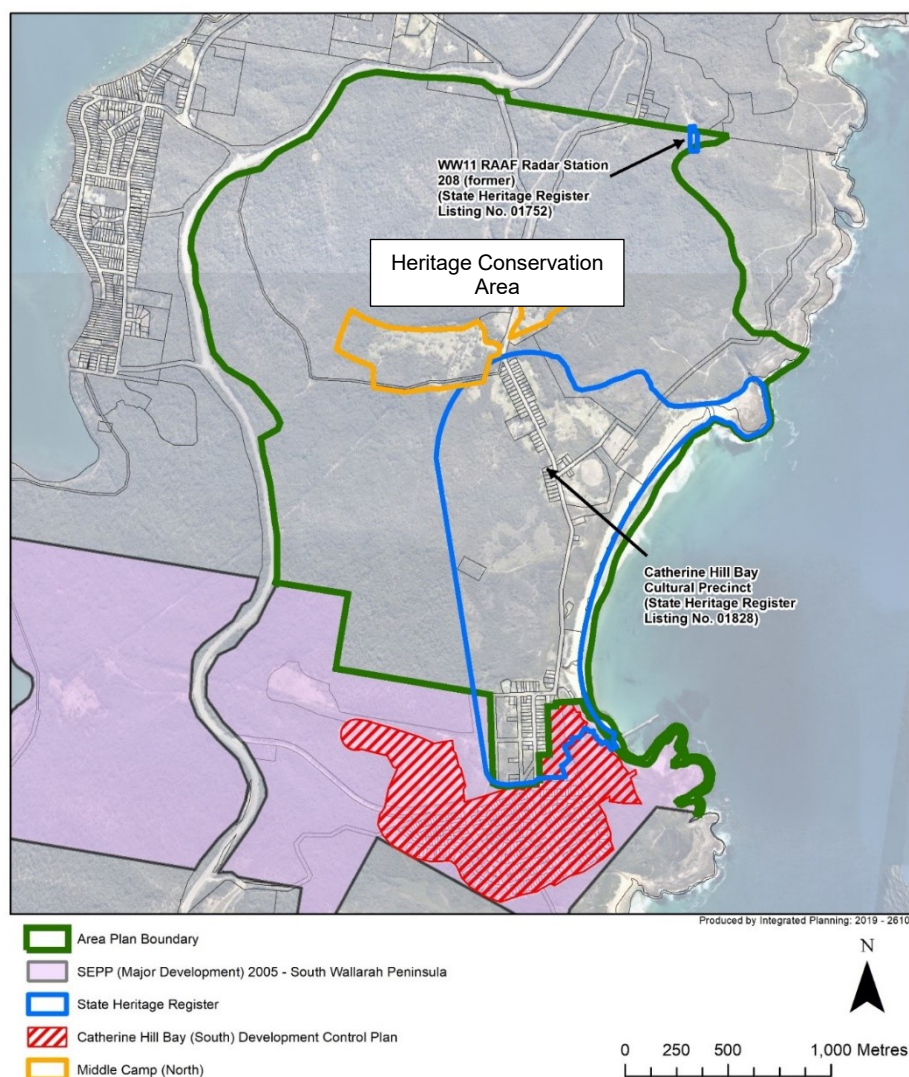 WW11 RAAF Radar Station
208 (former)
(State Heritage Register
Listing No. 01752)
Heritage Conservation
Area
Catherine Hill Bay
Cultural Precinct
(State Heritage Register
Listing No. 01828)
Produced by Integrated Planning: 2019 - 2610
Area Plan Boundary
SEPP (Major Development) 2005 - South Wallarah Peninsula
State Heritage Register
Catherine Hill Bay (South) Development Control Plan
Middle Camp (North)
N
0 250 500 1,000 Metres